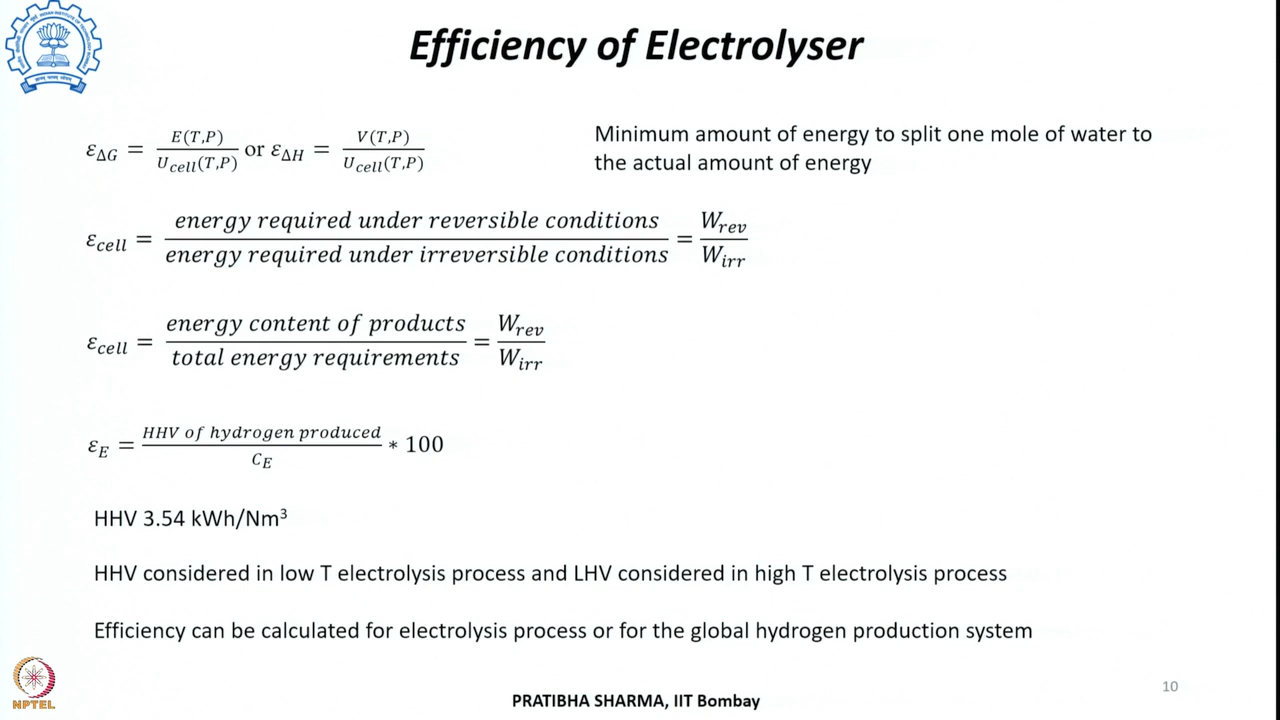 Efficiency of Electrolyser
ε_ΔG = E(T,P)/U_cell(T,P) or ε_ΔH = V(T,P)/U_cell(T,P)
Minimum amount of energy to split one mole of water to
the actual amount of energy
ε_cell = energy required under reversible conditions/energy required under irreversible conditions = W_rev/W_irr
ε_cell = energy content of products/total energy requirements = W_rev/W_irr
ε_E = HHV of hydrogen produced/C_E * 100
HHV 3.54 kWh/Nm³
HHV considered in low T electrolysis process and LHV considered in high T electrolysis process
Efficiency can be calculated for electrolysis process or for the global hydrogen production system
NPTEL
PRATIBHA SHARMA, IIT Bombay
10